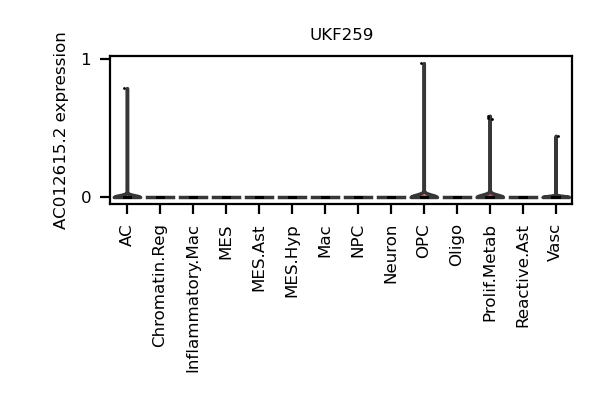 UKF259
AC012615.2 expression
1
0
AC
Chromatin.Reg
Inflammatory.Mac
MES
MES.Ast
MES.Hyp
Mac
NPC
Neuron
OPC
Oligo
Prolif.Metab
Reactive.Ast
Vasc